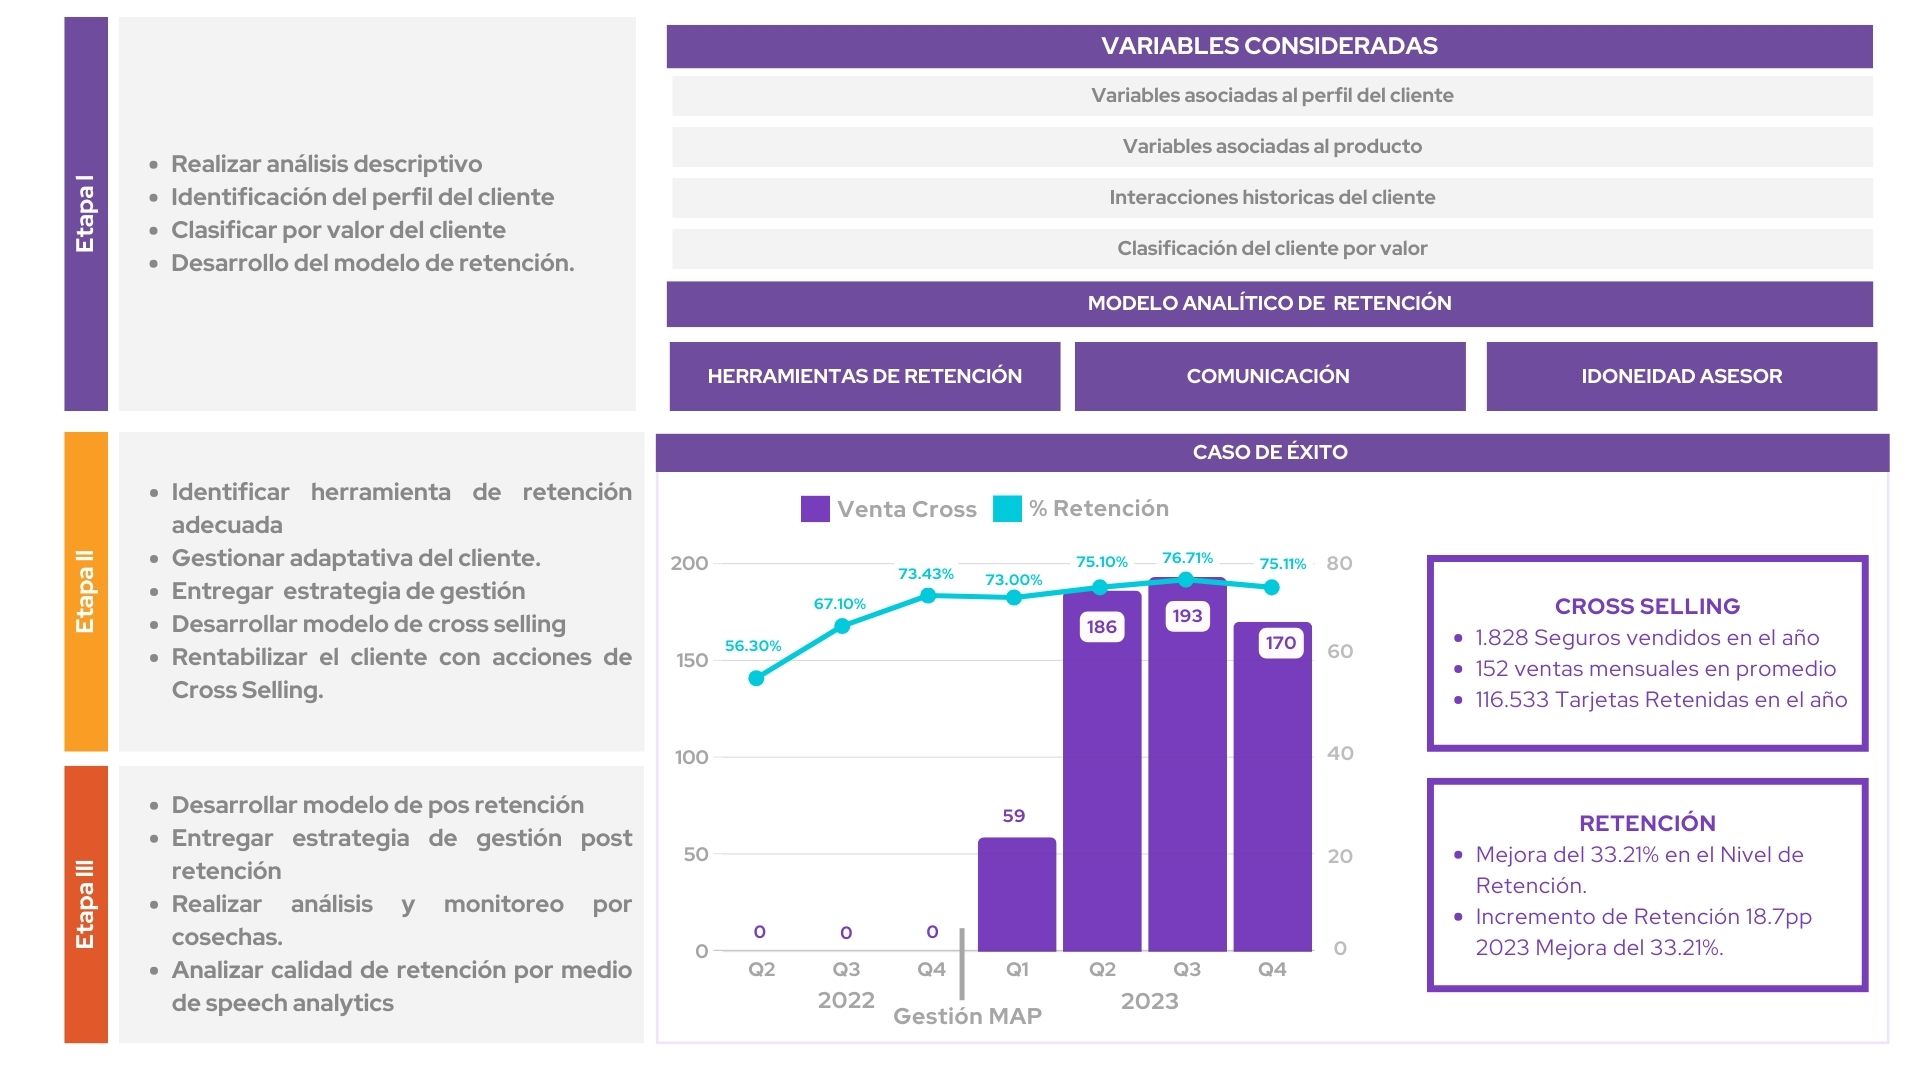 Etapa I
Realizar análisis descriptivo
Identificación del perfil del cliente
Clasificar por valor del cliente
Desarrollo del modelo de retención.
VARIABLES CONSIDERADAS
Variables asociadas al perfil del cliente
Variables asociadas al producto
Interacciones historicas del cliente
Clasificación del cliente por valor
MODELO ANALÍTICO DE RETENCIÓN
HERRAMIENTAS DE RETENCIÓN
COMUNICACIÓN
IDONEIDAD ASESOR
Etapa II
Identificar herramienta de retención
adecuada
Gestionar adaptativa del cliente.
Entregar estrategia de gestión
Desarrollar modelo de cross selling
Rentabilizar el cliente con acciones de
Cross Selling.
Etapa III
Desarrollar modelo de pos retención
Entregar estrategia de gestión post
retención
Realizar análisis y monitoreo por
cosechas.
Analizar calidad de retención por medio
de speech analytics
CASO DE ÉXITO
Venta Cross % Retención
200
150
100
50
0
56.30%
67.10%
73.43%
73.00%
75.10%
76.71%
75.11%
80
60
40
20
0
0
0
0
59
186
193
170
Q2 Q3 Q4 Q1 Q2 Q3 Q4
2022 2023
Gestión MAP
CROSS SELLING
1.828 Seguros vendidos en el año
152 ventas mensuales en promedio
116.533 Tarjetas Retenidas en el año
RETENCIÓN
Mejora del 33.21% en el Nivel de
Retención.
Incremento de Retención 18.7pp
2023 Mejora del 33.21%.